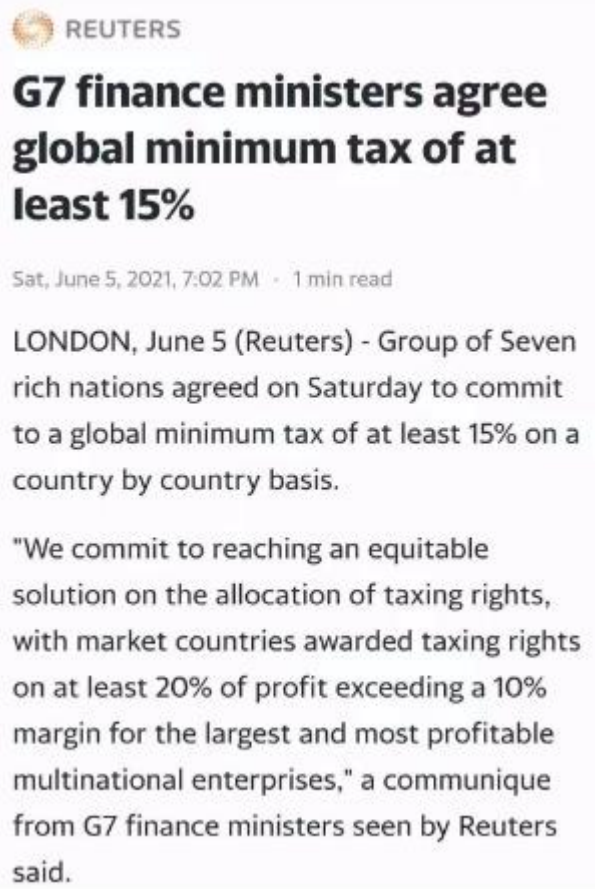 REUTERS
G7 finance ministers agree
global minimum tax of at
least 15%
Sat, June 5, 2021, 7:02 PM · 1 min read
LONDON, June 5 (Reuters) - Group of Seven
rich nations agreed on Saturday to commit
to a global minimum tax of at least 15% on a
country by country basis.
"We commit to reaching an equitable
solution on the allocation of taxing rights,
with market countries awarded taxing rights
on at least 20% of profit exceeding a 10%
margin for the largest and most profitable
multinational enterprises," a communique
from G7 finance ministers seen by Reuters
said.